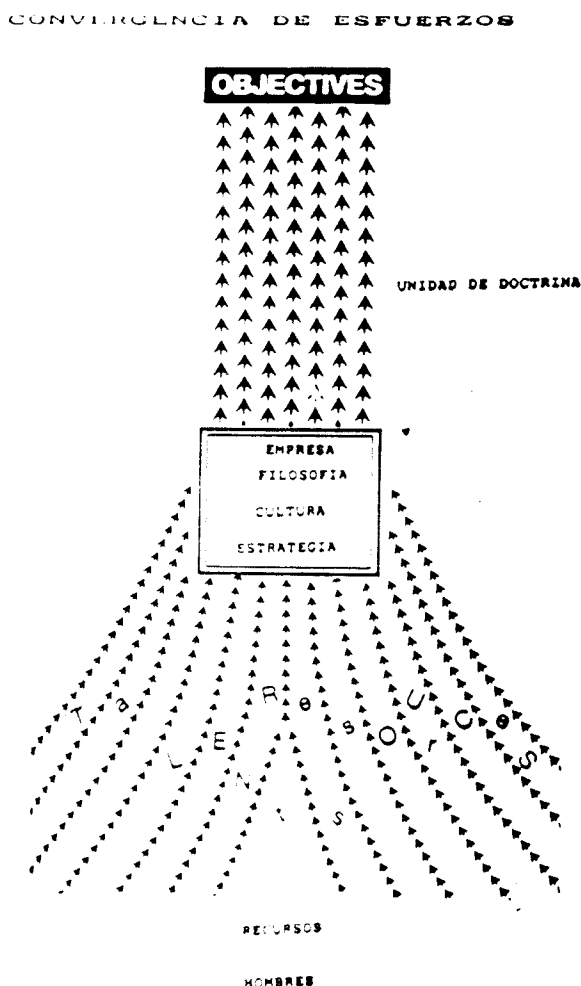 CONVERGENCIA DE ESFUERZOS
OBJECTIVES
UNIDAD DE DOCTRINA
EMPRESA
FILOSOFIA
CULTURA
ESTRATEGIA
TaLENts
ResOUrCes
RECURSOS
HOMBRES